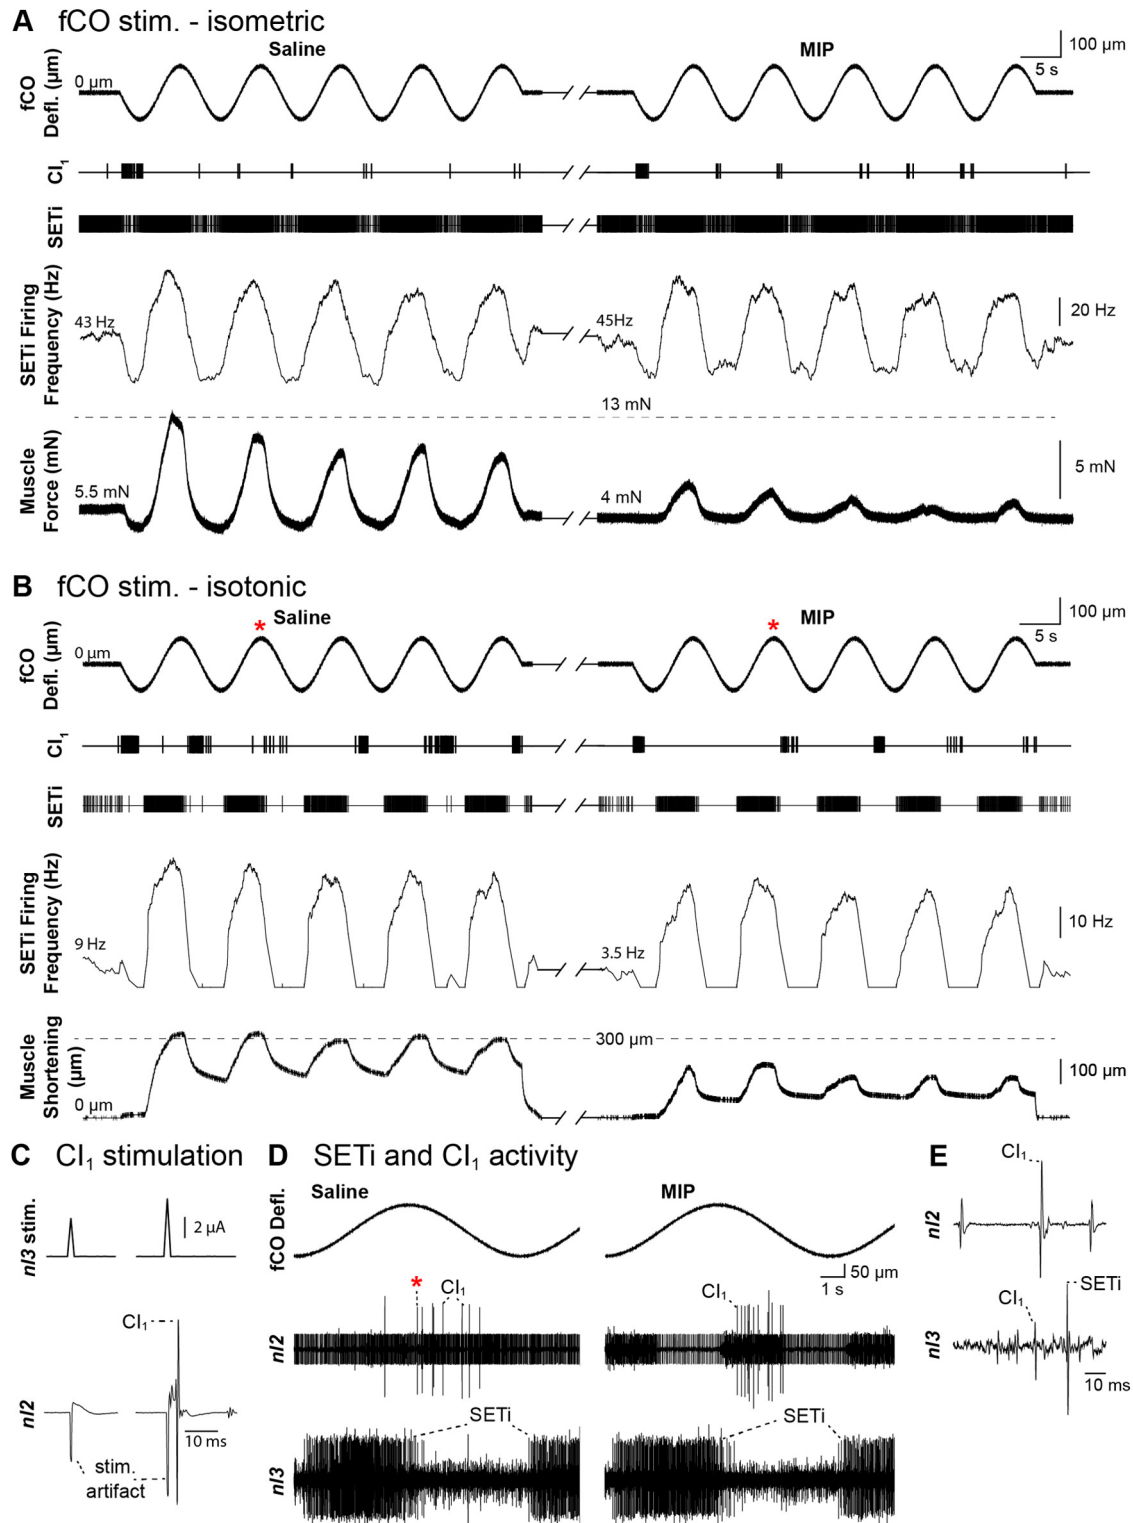 A fCO stim. - isometric
Saline
MIP
100 µm
5 s
fCO
Defl. (µm)
0 µm
CI1
SETi
SETi Firing
Frequency (Hz)
43 Hz
45Hz
20 Hz
13 mN
Muscle
Force (mN)
5.5 mN
4 mN
5 mN
B fCO stim. - isotonic
Saline
MIP
100 µm
5 s
fCO
Defl. (µm)
0 µm
*
*
CI1
SETi
SETi Firing
Frequency (Hz)
9 Hz
3.5 Hz
10 Hz
Muscle
Shortening
(µm)
0 µm
300 µm
100 µm
C CI1 stimulation
nl3 stim.
2 µA
CI1
nl2
10 ms
stim.
artifact
D SETi and CI1 activity
Saline
MIP
fCO Defl.
50 µm
1 s
*
CI1
CI1
nl2
SETi
SETi
nl3
E
CI1
nl2
SETi
CI1
nl3
10 ms